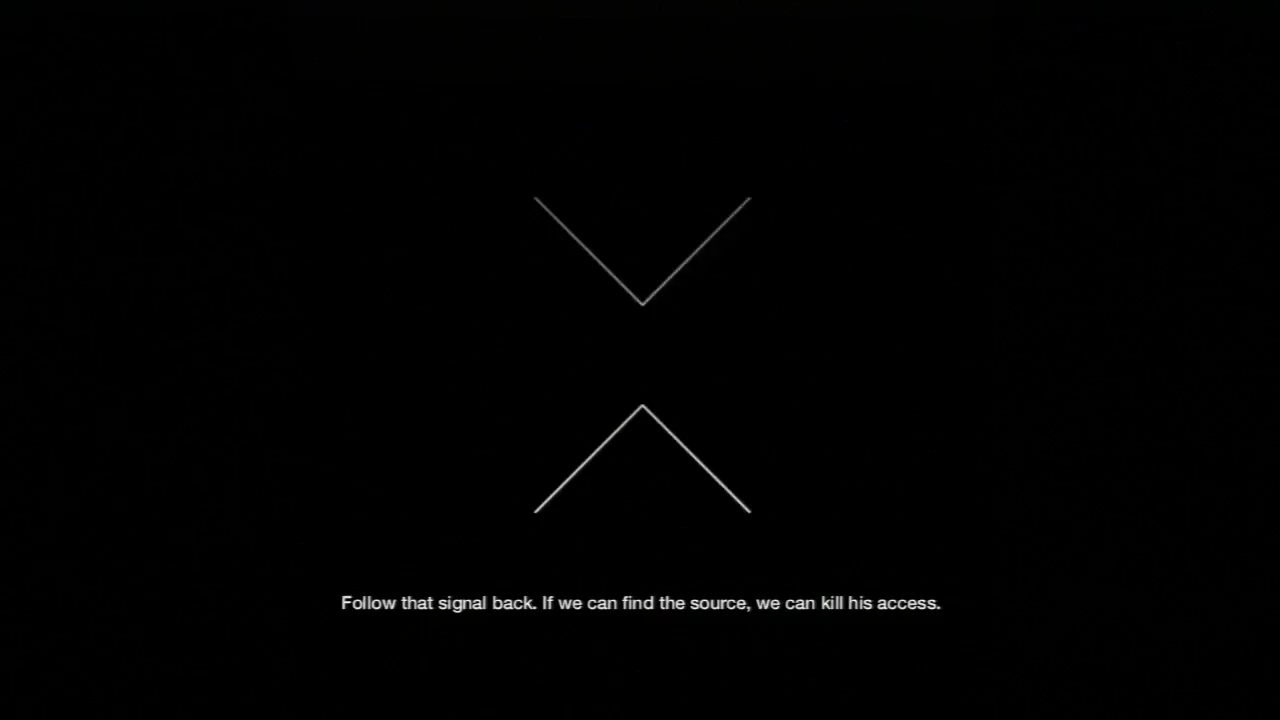 Follow that signal back. If we can find the source, we can kill his access.